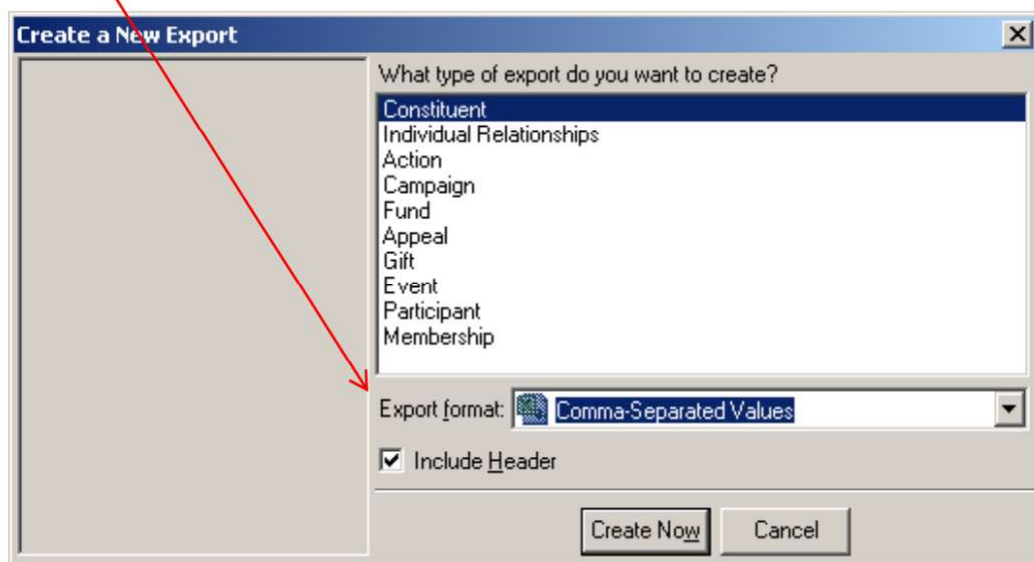 Create a New Export
What type of export do you want to create?
Constituent
Individual Relationships
Action
Campaign
Fund
Appeal
Gift
Event
Participant
Membership
Export format: Comma-Separated Values
Include Header
Create Now Cancel